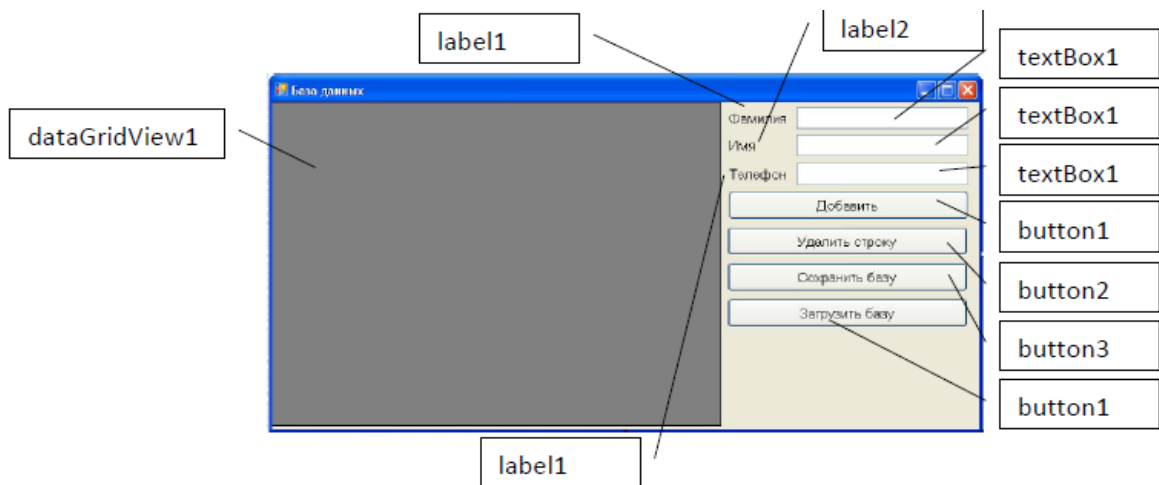 label1
label2
textBox1
База данных
textBox1
dataGridView1
Фамилия
Имя
textBox1
Телефон
Добавить
button1
Удалить строку
Сохранить базу
button2
Загрузить базу
button3
button1
label1